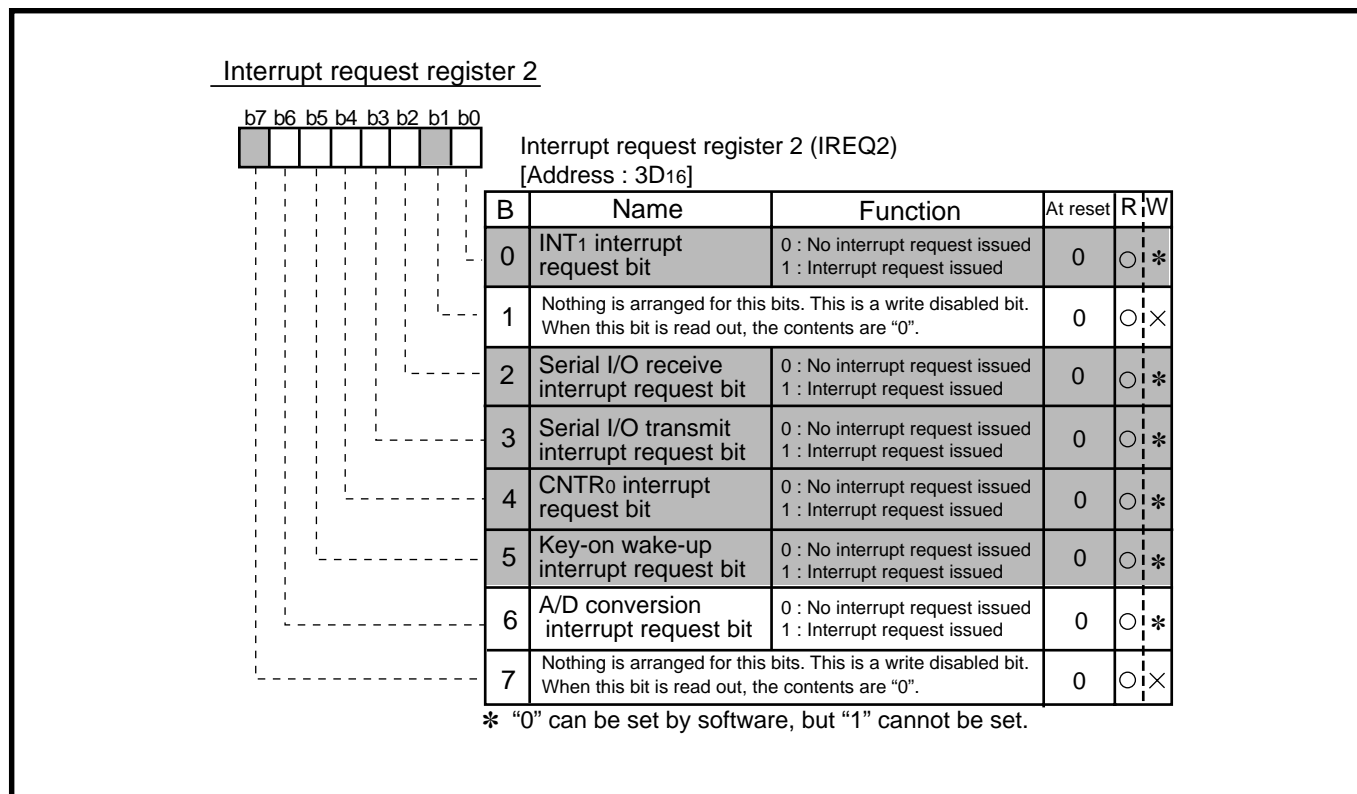 Interrupt request register 2
b7 b6 b5 b4 b3 b2 b1 b0
Interrupt request register 2 (IREQ2)
[Address : 3D16]
B Name Function At reset R W
0 INT1 interrupt request bit 0 : No interrupt request issued 0 ○ ✻
1 : Interrupt request issued
1 Nothing is arranged for this bits. This is a write disabled bit. 0 ○ ×
When this bit is read out, the contents are “0”.
2 Serial I/O receive interrupt request bit 0 : No interrupt request issued 0 ○ ✻
1 : Interrupt request issued
3 Serial I/O transmit interrupt request bit 0 : No interrupt request issued 0 ○ ✻
1 : Interrupt request issued
4 CNTR0 interrupt request bit 0 : No interrupt request issued 0 ○ ✻
1 : Interrupt request issued
5 Key-on wake-up interrupt request bit 0 : No interrupt request issued 0 ○ ✻
1 : Interrupt request issued
6 A/D conversion interrupt request bit 0 : No interrupt request issued 0 ○ ✻
1 : Interrupt request issued
7 Nothing is arranged for this bits. This is a write disabled bit. 0 ○ ×
When this bit is read out, the contents are “0”.
✻ “0” can be set by software, but “1” cannot be set.